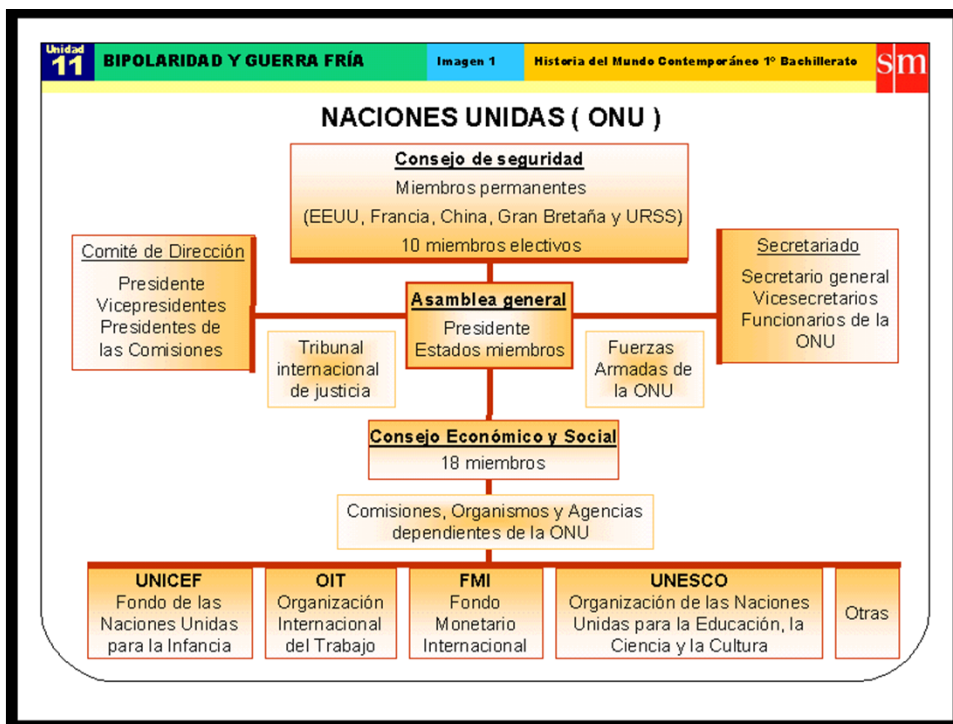 Unidad
11
BIPOLARIDAD Y GUERRA FRÍA
Imagen 1
Historia del Mundo Contemporáneo 1º Bachillerato
sm
NACIONES UNIDAS ( ONU )
Consejo de seguridad
Miembros permanentes
(EEUU, Francia, China, Gran Bretaña y URSS)
10 miembros electivos
Comité de Dirección
Presidente
Vicepresidentes
Presidentes de
las Comisiones
Asamblea general
Presidente
Estados miembros
Secretariado
Secretario general
Vicesecretarios
Funcionarios de la
ONU
Tribunal
internacional
de justicia
Fuerzas
Armadas de
la ONU
Consejo Económico y Social
18 miembros
Comisiones, Organismos y Agencias
dependientes de la ONU
UNICEF
Fondo de las
Naciones Unidas
para la Infancia
OIT
Organización
Internacional
del Trabajo
FMI
Fondo
Monetario
Internacional
UNESCO
Organización de las Naciones
Unidas para la Educación, la
Ciencia y la Cultura
Otras